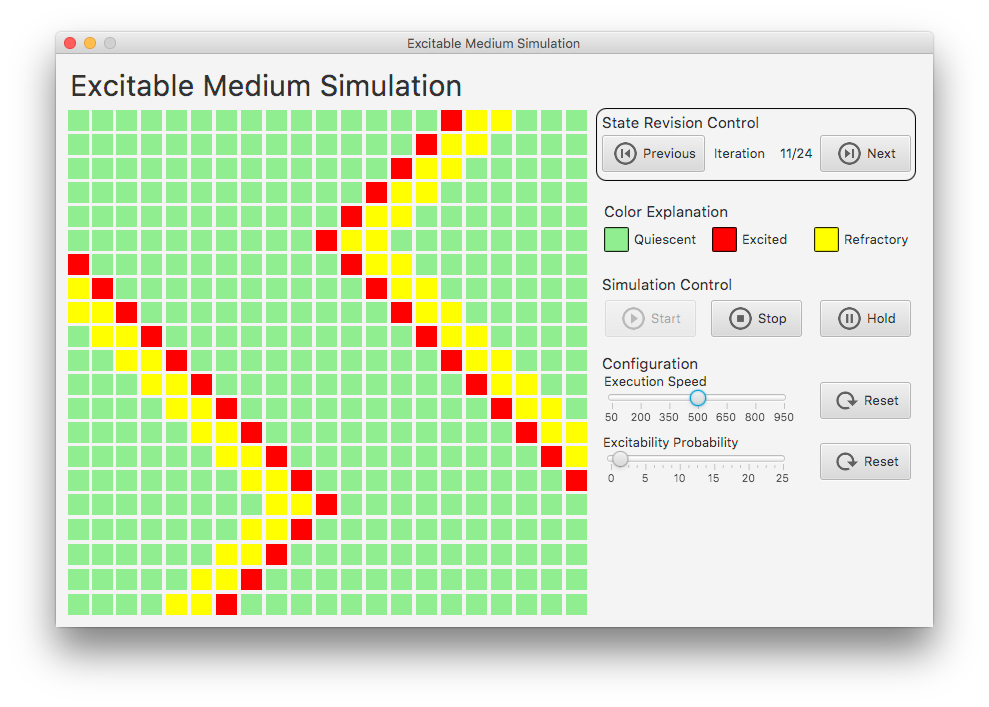 Excitable Medium Simulation
Excitable Medium Simulation
State Revision Control
Previous Iteration 11/24 Next
Color Explanation
Quiescent Excited Refractory
Simulation Control
Start Stop Hold
Configuration
Execution Speed
Reset
50 200 350 500 650 800 950
Excitability Probability
Reset
0 5 10 15 20 25